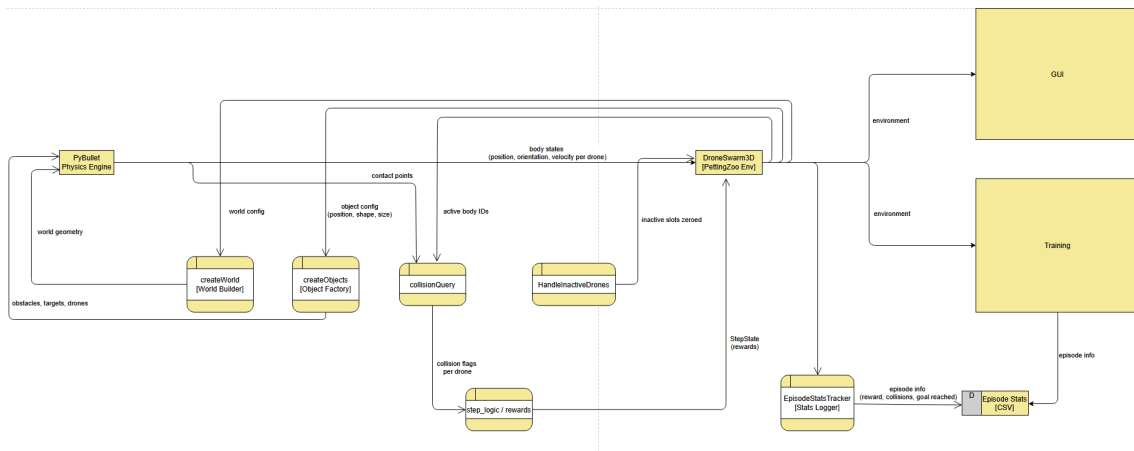 GUI
environment
body states
(position, orientation, velocity per drone)
PyBullet
Physics Engine
DroneSwarm3D
[PettingZoo Env]
contact points
world config
object config
(position, shape, size)
active body IDs
inactive slots zeroed
environment
world geometry
Training
createWorld
[World Builder]
createObjects
[Object Factory]
collisionQuery
HandleInactiveDrones
obstacles, targets, drones
StepState
(rewards)
collision flags
per drone
episode info
step_logic / rewards
EpisodeStatsTracker
[Stats Logger]
episode info
(reward, collisions, goal reached)
D
Episode Stats
[CSV]